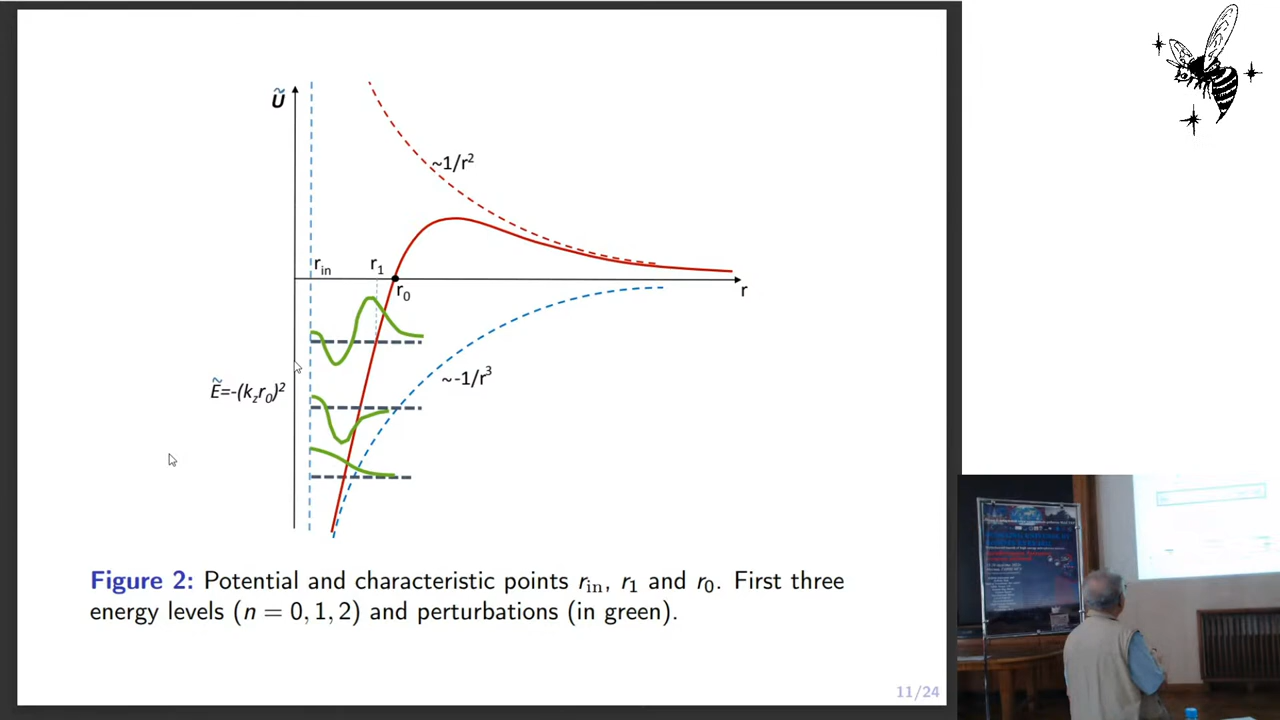 Ũ
~1/r²
r_in
r₁
r₀
r
Ẽ=-(k_z r₀)²
~-1/r³
Figure 2: Potential and characteristic points r_in, r₁ and r₀. First three
energy levels (n = 0, 1, 2) and perturbations (in green).
11/24